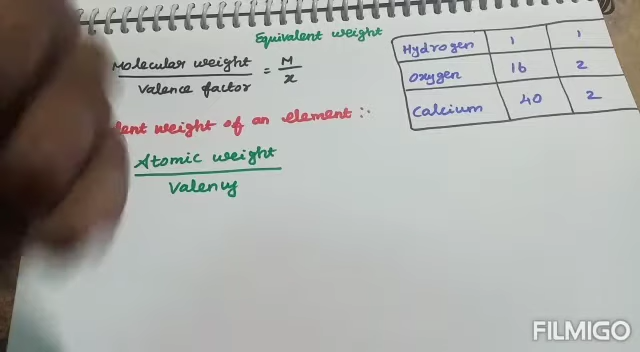 Equivalent weight
Molecular weight
Valence factor
= M
x
lent weight of an element :-
Atomic weight
Valency
Hydrogen 1 1
Oxygen 16 2
Calcium 40 2
FILMIGO